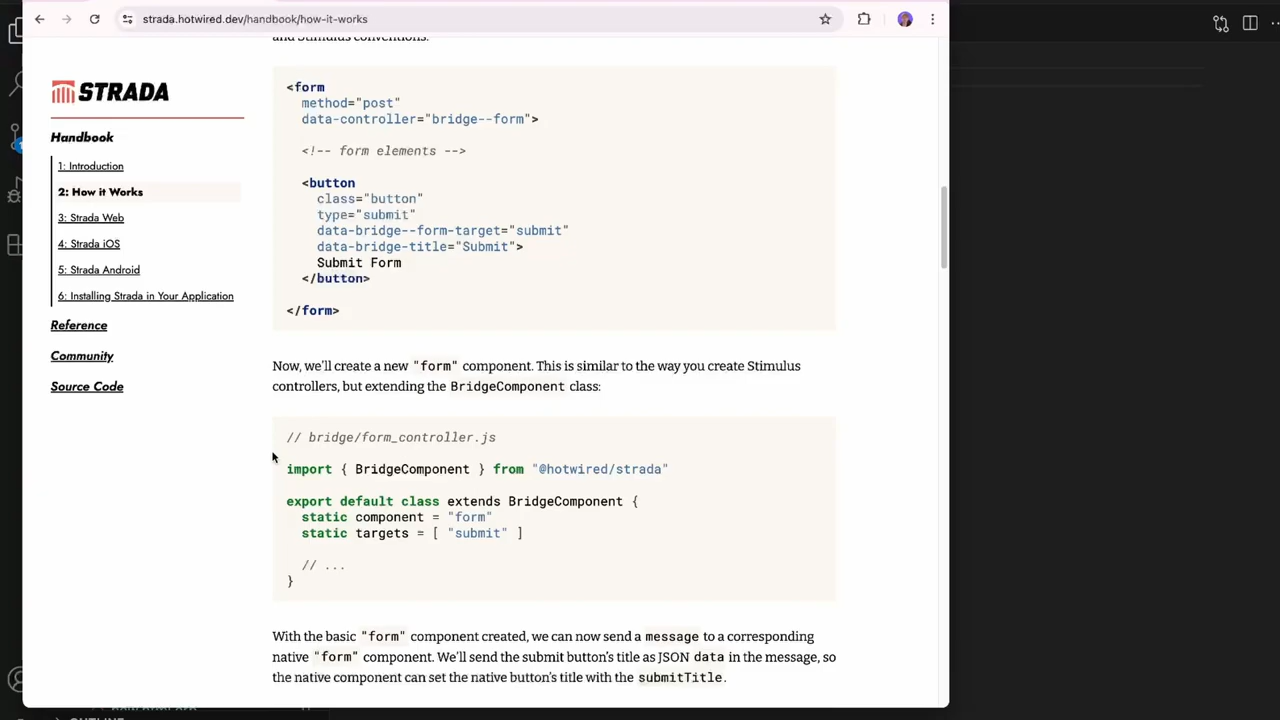 strada.hotwired.dev/handbook/how-it-works
and Stimulus conventions.
STRADA
Handbook
1: Introduction
2: How it Works
3: Strada Web
4: Strada iOS
5: Strada Android
6: Installing Strada in Your Application
Reference
Community
Source Code
<form
method="post"
data-controller="bridge--form">
<!-- form elements -->
<button
class="button"
type="submit"
data-bridge--form-target="submit"
data-bridge-title="Submit">
Submit Form
</button>
</form>
Now, we'll create a new "form" component. This is similar to the way you create Stimulus
controllers, but extending the BridgeComponent class:
// bridge/form_controller.js
import { BridgeComponent } from "@hotwired/strada"
export default class extends BridgeComponent {
static component = "form"
static targets = [ "submit" ]
// ...
}
With the basic "form" component created, we can now send a message to a corresponding
native "form" component. We'll send the submit button's title as JSON data in the message, so
the native component can set the native button's title with the submitTitle.